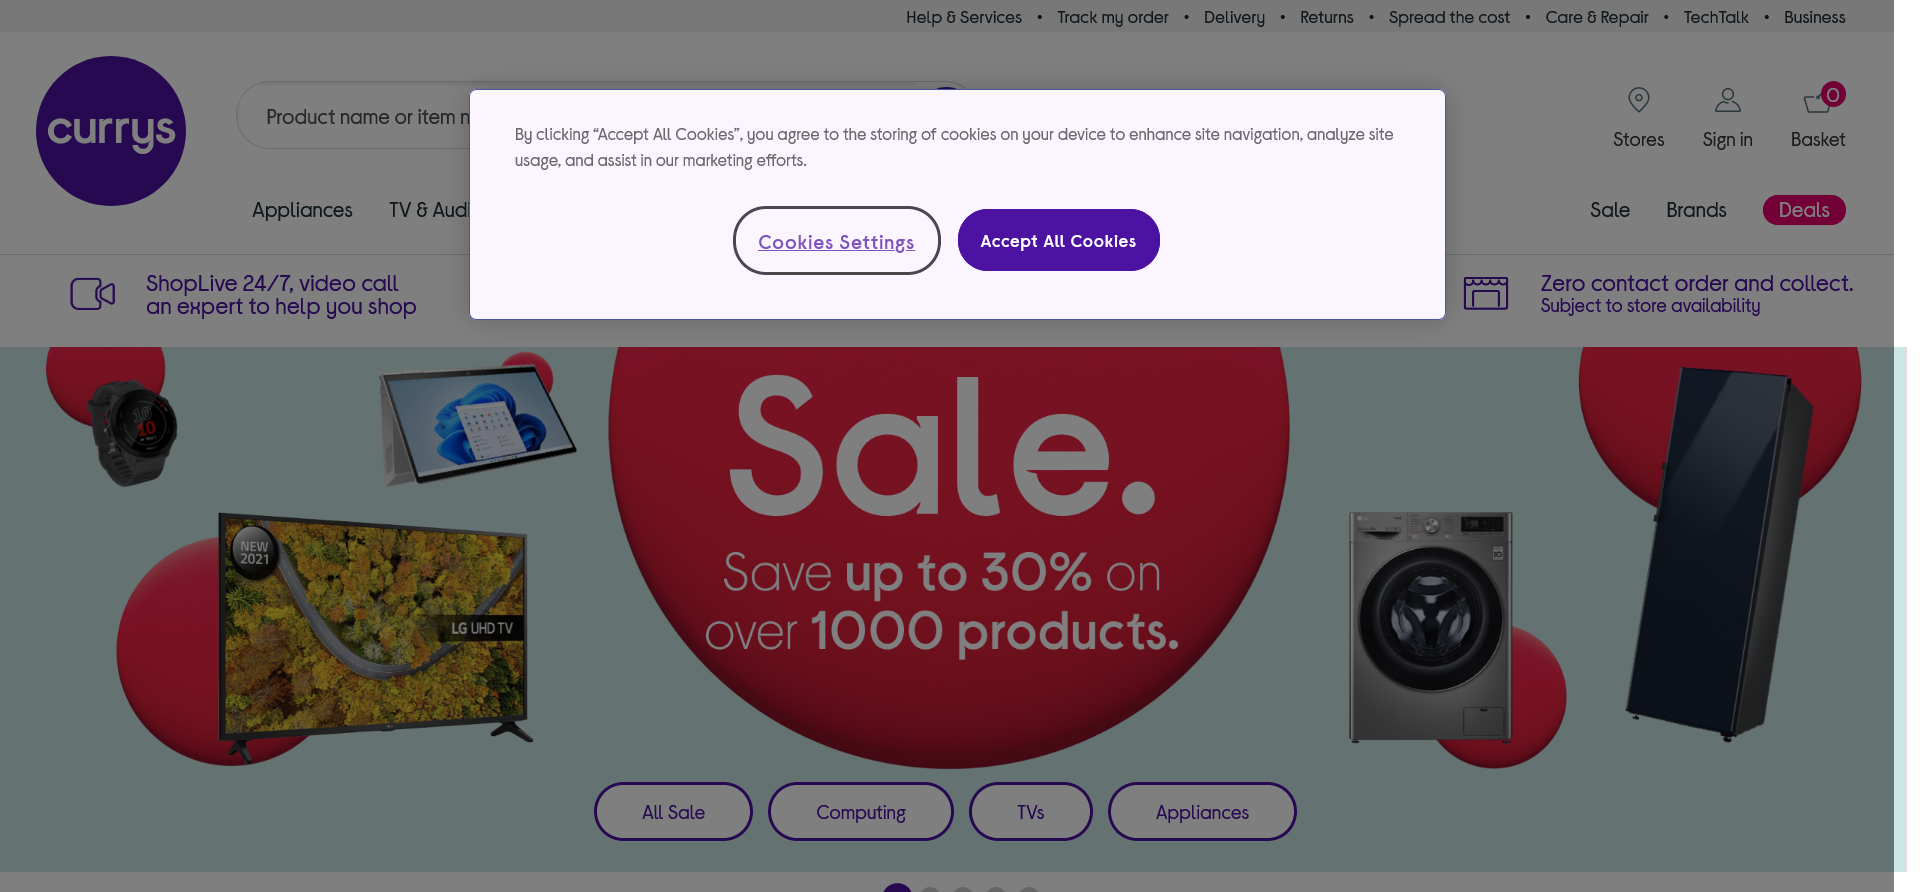 Help & Services • Track my order • Delivery • Returns • Spread the cost • Care & Repair • TechTalk • Business
currys
Product name or item n
0
Stores Sign in Basket
Appliances TV & Audi Sale Brands Deals
By clicking “Accept All Cookies”, you agree to the storing of cookies on your device to enhance site navigation, analyze site
usage, and assist in our marketing efforts.
Cookies Settings Accept All Cookies
ShopLive 24/7, video call
an expert to help you shop
Zero contact order and collect.
Subject to store availability
10
10
Sale.
Save up to 30% on
over 1000 products.
NEW
2021
LG UHD TV
All Sale Computing TVs Appliances